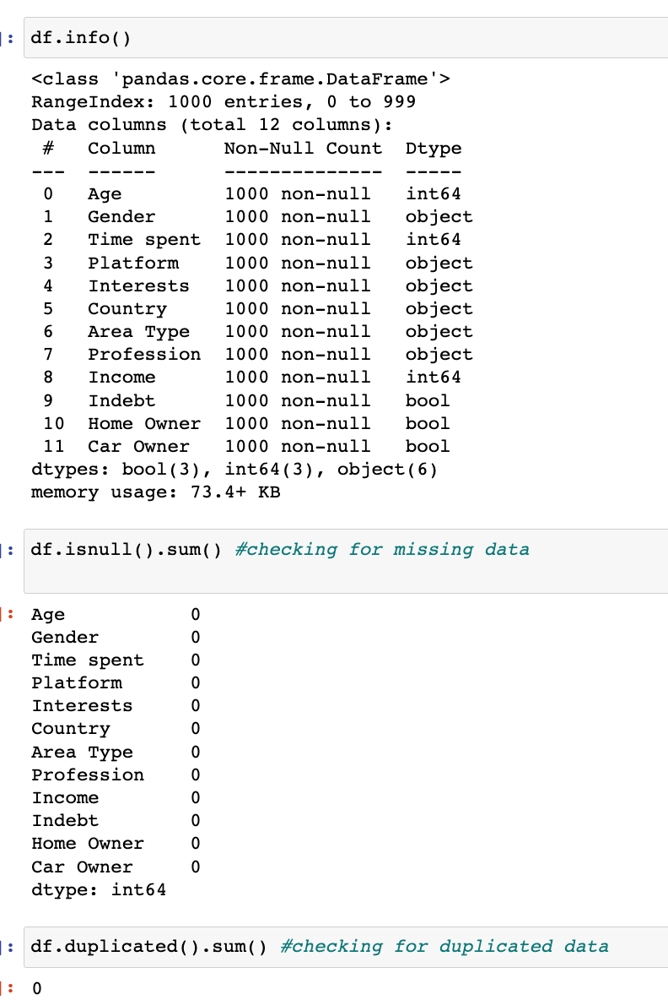 ]: df.info()
<class 'pandas.core.frame.DataFrame'>
RangeIndex: 1000 entries, 0 to 999
Data columns (total 12 columns):
 #   Column       Non-Null Count  Dtype
---  ------       --------------  -----
 0   Age          1000 non-null   int64
 1   Gender       1000 non-null   object
 2   Time spent   1000 non-null   int64
 3   Platform     1000 non-null   object
 4   Interests    1000 non-null   object
 5   Country      1000 non-null   object
 6   Area Type    1000 non-null   object
 7   Profession   1000 non-null   object
 8   Income       1000 non-null   int64
 9   Indebt       1000 non-null   bool
 10  Home Owner   1000 non-null   bool
 11  Car Owner    1000 non-null   bool
dtypes: bool(3), int64(3), object(6)
memory usage: 73.4+ KB
]: df.isnull().sum() #checking for missing data
]: Age           0
Gender        0
Time spent    0
Platform      0
Interests     0
Country       0
Area Type     0
Profession    0
Income        0
Indebt        0
Home Owner    0
Car Owner     0
dtype: int64
]: df.duplicated().sum() #checking for duplicated data
]: 0